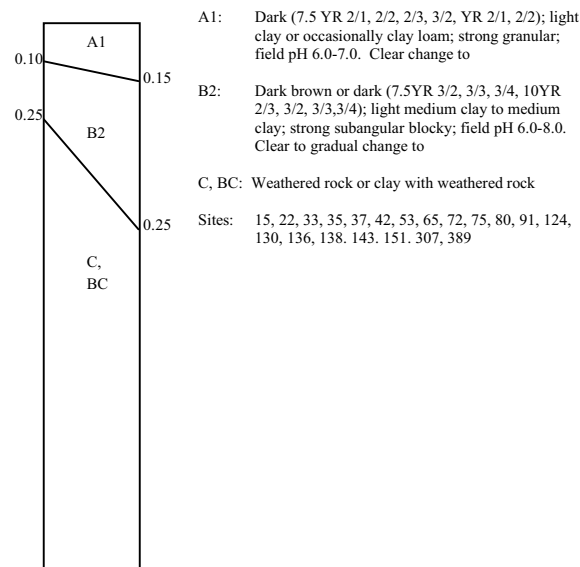 A1
0.10
0.15
0.25
B2
0.25
C,
BC
A1: Dark (7.5 YR 2/1, 2/2, 2/3, 3/2, YR 2/1, 2/2); light
clay or occasionally clay loam; strong granular;
field pH 6.0-7.0. Clear change to
B2: Dark brown or dark (7.5YR 3/2, 3/3, 3/4, 10YR
2/3, 3/2, 3/3,3/4); light medium clay to medium
clay; strong subangular blocky; field pH 6.0-8.0.
Clear to gradual change to
C, BC: Weathered rock or clay with weathered rock
Sites: 15, 22, 33, 35, 37, 42, 53, 65, 72, 75, 80, 91, 124,
130, 136, 138. 143. 151. 307, 389